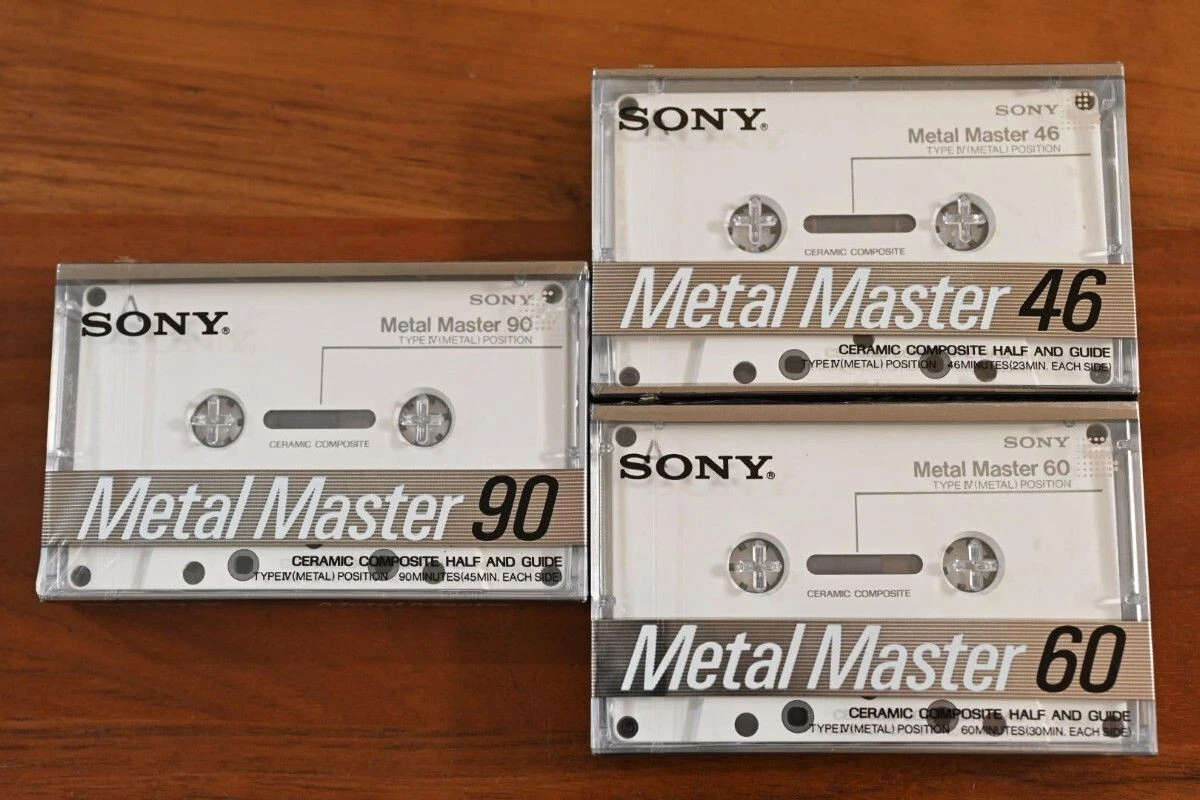 SONY®
SONY
Metal Master 46
TYPE IV (METAL) POSITION
CERAMIC COMPOSITE
Metal Master 46
CERAMIC COMPOSITE HALF AND GUIDE
TYPE IV (METAL) POSITION 46MINUTES (23MIN. EACH SIDE)
A
SONY®
SONY
Metal Master 90
TYPE IV (METAL) POSITION
CERAMIC COMPOSITE
Metal Master 90
CERAMIC COMPOSITE HALF AND GUIDE
TYPE IV (METAL) POSITION 90MINUTES (45MIN. EACH SIDE)
A
SONY®
SONY
Metal Master 60
TYPE IV (METAL) POSITION
CERAMIC COMPOSITE
Metal Master 60
CERAMIC COMPOSITE HALF AND GUIDE
TYPE IV (METAL) POSITION 60MINUTES (30MIN. EACH SIDE)